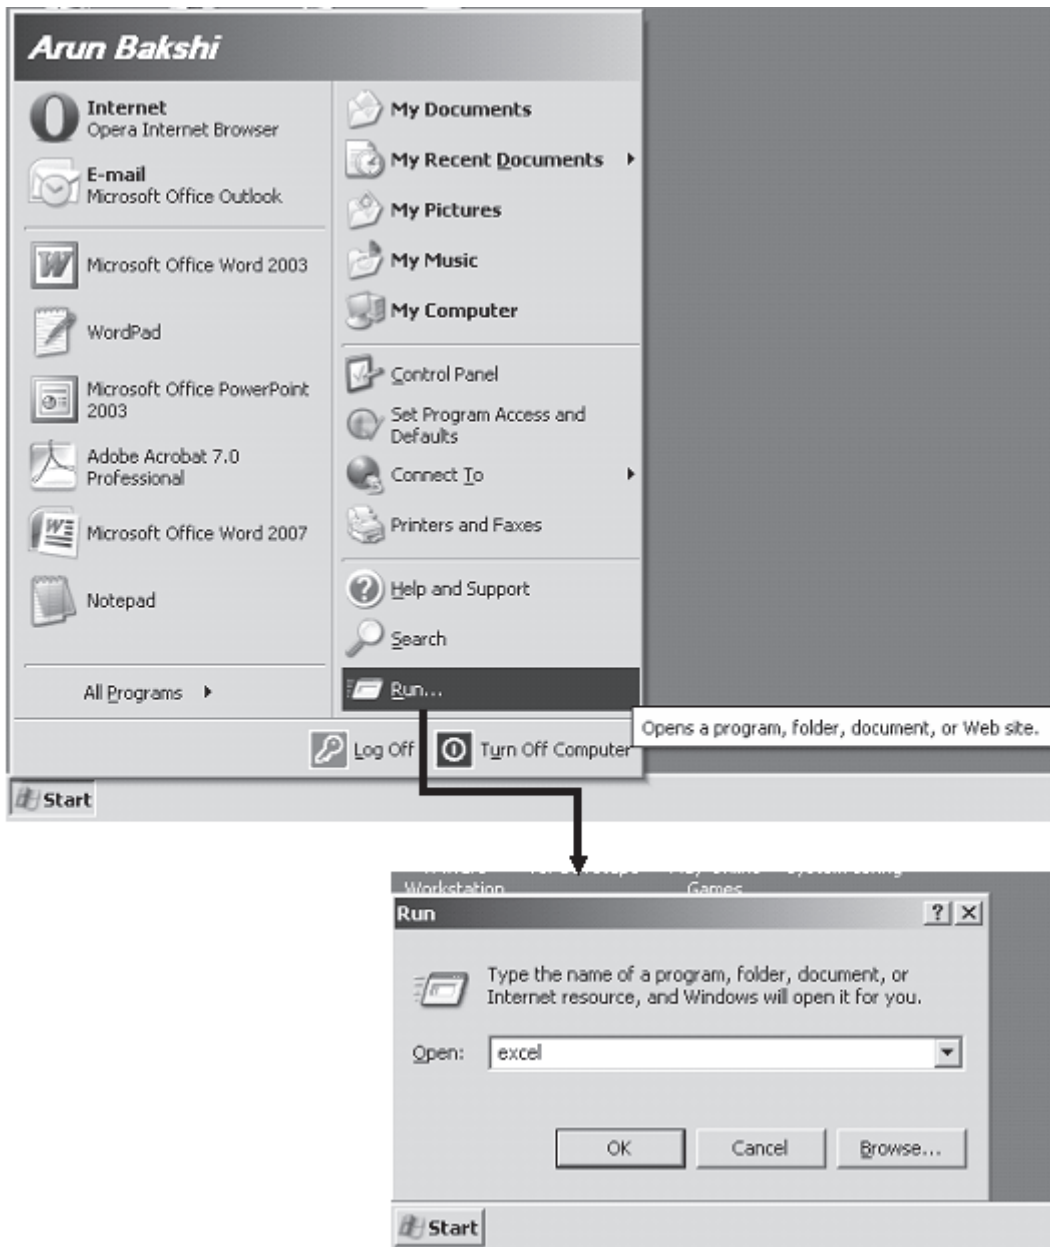 Arun Bakshi
Internet
Opera Internet Browser
E-mail
Microsoft Office Outlook
Microsoft Office Word 2003
WordPad
Microsoft Office PowerPoint
2003
Adobe Acrobat 7.0
Professional
Microsoft Office Word 2007
Notepad
All Programs
My Documents
My Recent Documents
My Pictures
My Music
My Computer
Control Panel
Set Program Access and
Defaults
Connect To
Printers and Faxes
Help and Support
Search
Run...
Opens a program, folder, document, or Web site.
Log Off
Turn Off Computer
Start
Workstation
Games
Run
Type the name of a program, folder, document, or
Internet resource, and Windows will open it for you.
Open:
excel
OK
Cancel
Browse...
Start